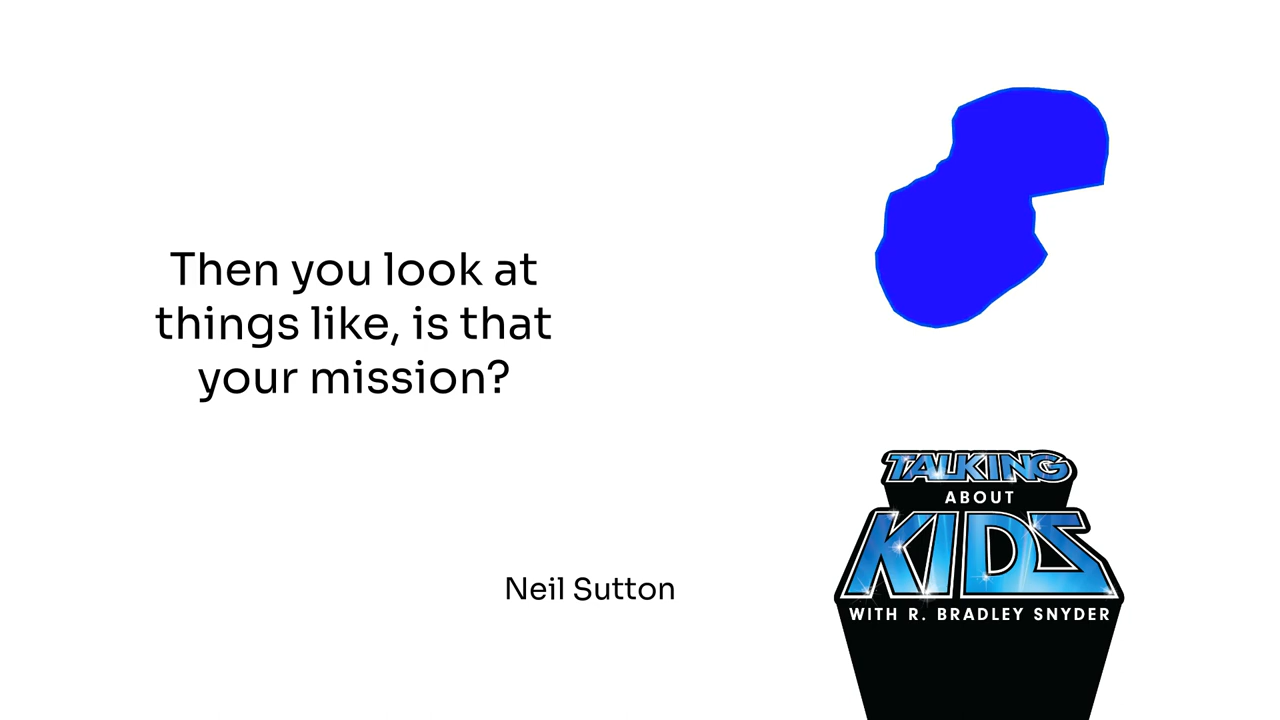 Then you look at
things like, is that
your mission?
Neil Sutton
TALKING
ABOUT
KIDS
WITH R. BRADLEY SNYDER